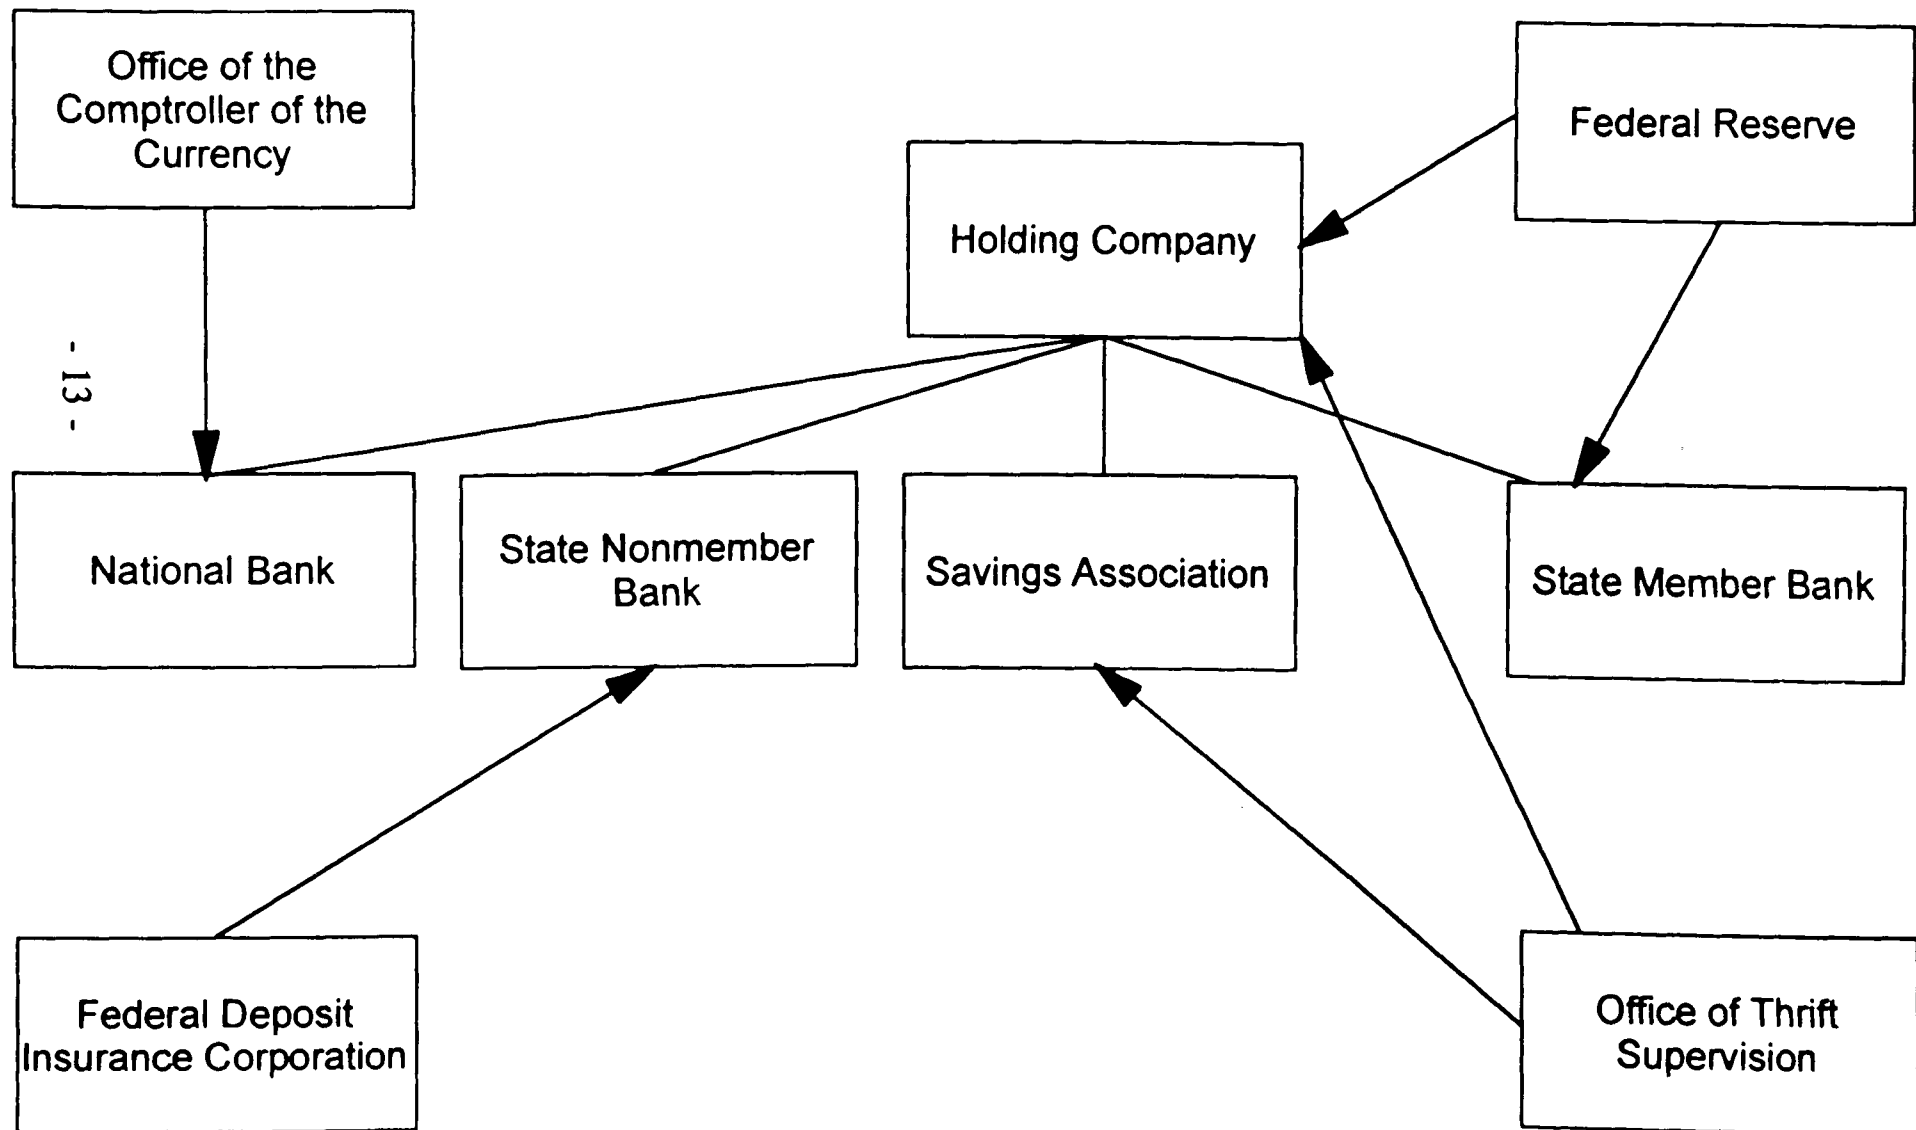 Office of the
Comptroller of the
Currency
Federal Reserve
Holding Company
- 13 -
National Bank
State Nonmember
Bank
Savings Association
State Member Bank
Federal Deposit
Insurance Corporation
Office of Thrift
Supervision